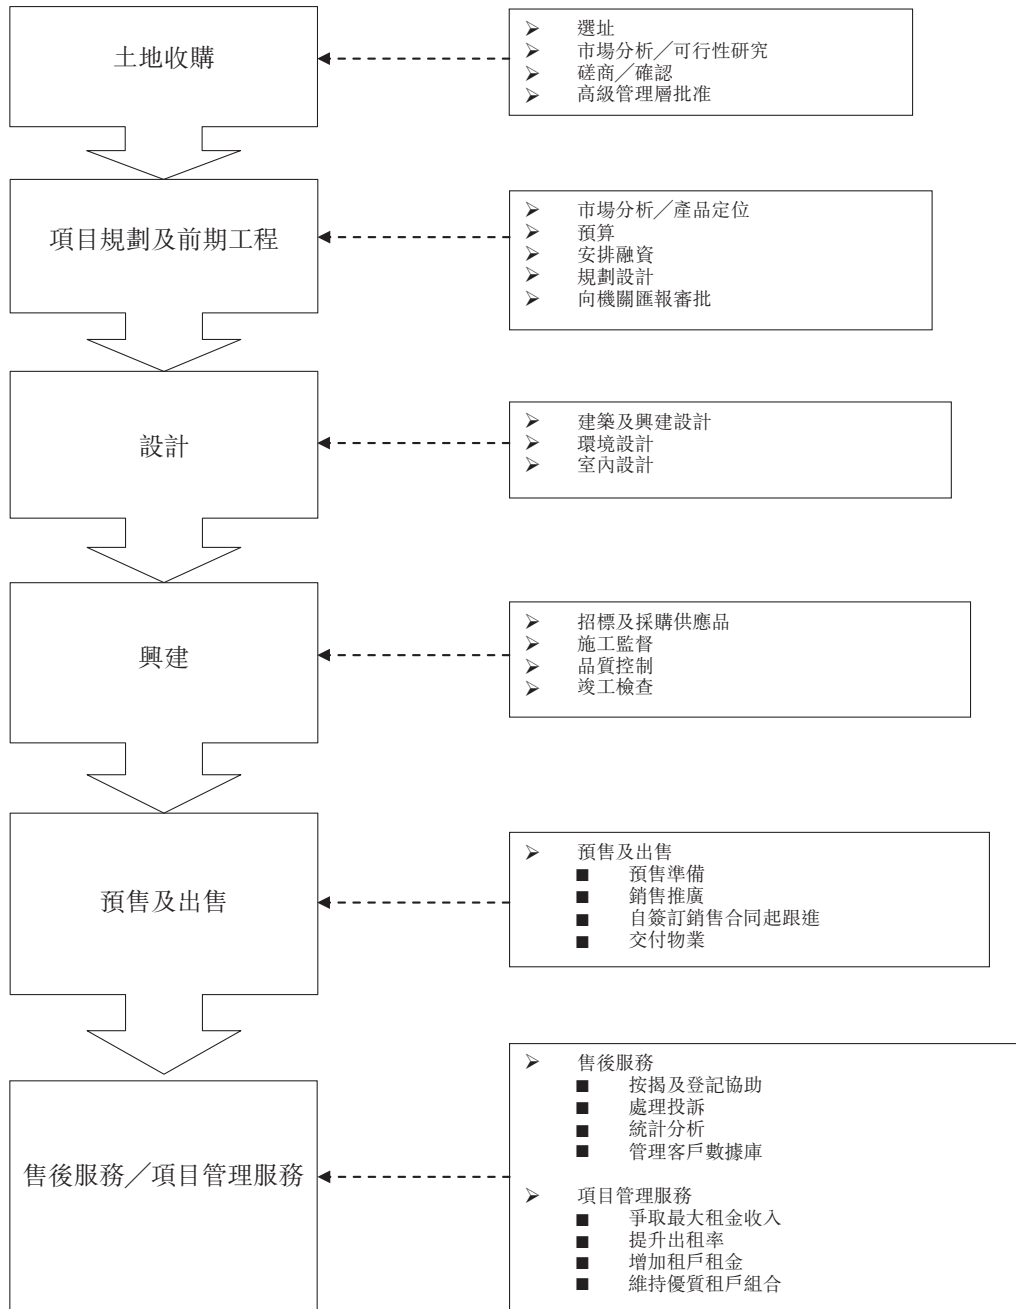 土地收購
➢ 選址
➢ 市場分析／可行性研究
➢ 磋商／確認
➢ 高級管理層批准
項目規劃及前期工程
➢ 市場分析／產品定位
➢ 預算
➢ 安排融資
➢ 規劃設計
➢ 向機關匯報審批
設計
➢ 建築及興建設計
➢ 環境設計
➢ 室內設計
興建
➢ 招標及採購供應品
➢ 施工監督
➢ 品質控制
➢ 竣工檢查
預售及出售
➢ 預售及出售
■ 預售準備
■ 銷售推廣
■ 自簽訂銷售合同起跟進
■ 交付物業
售後服務／項目管理服務
➢ 售後服務
■ 按揭及登記協助
■ 處理投訴
■ 統計分析
■ 管理客戶數據庫
➢ 項目管理服務
■ 爭取最大租金收入
■ 提升出租率
■ 增加租戶租金
■ 維持優質租戶組合